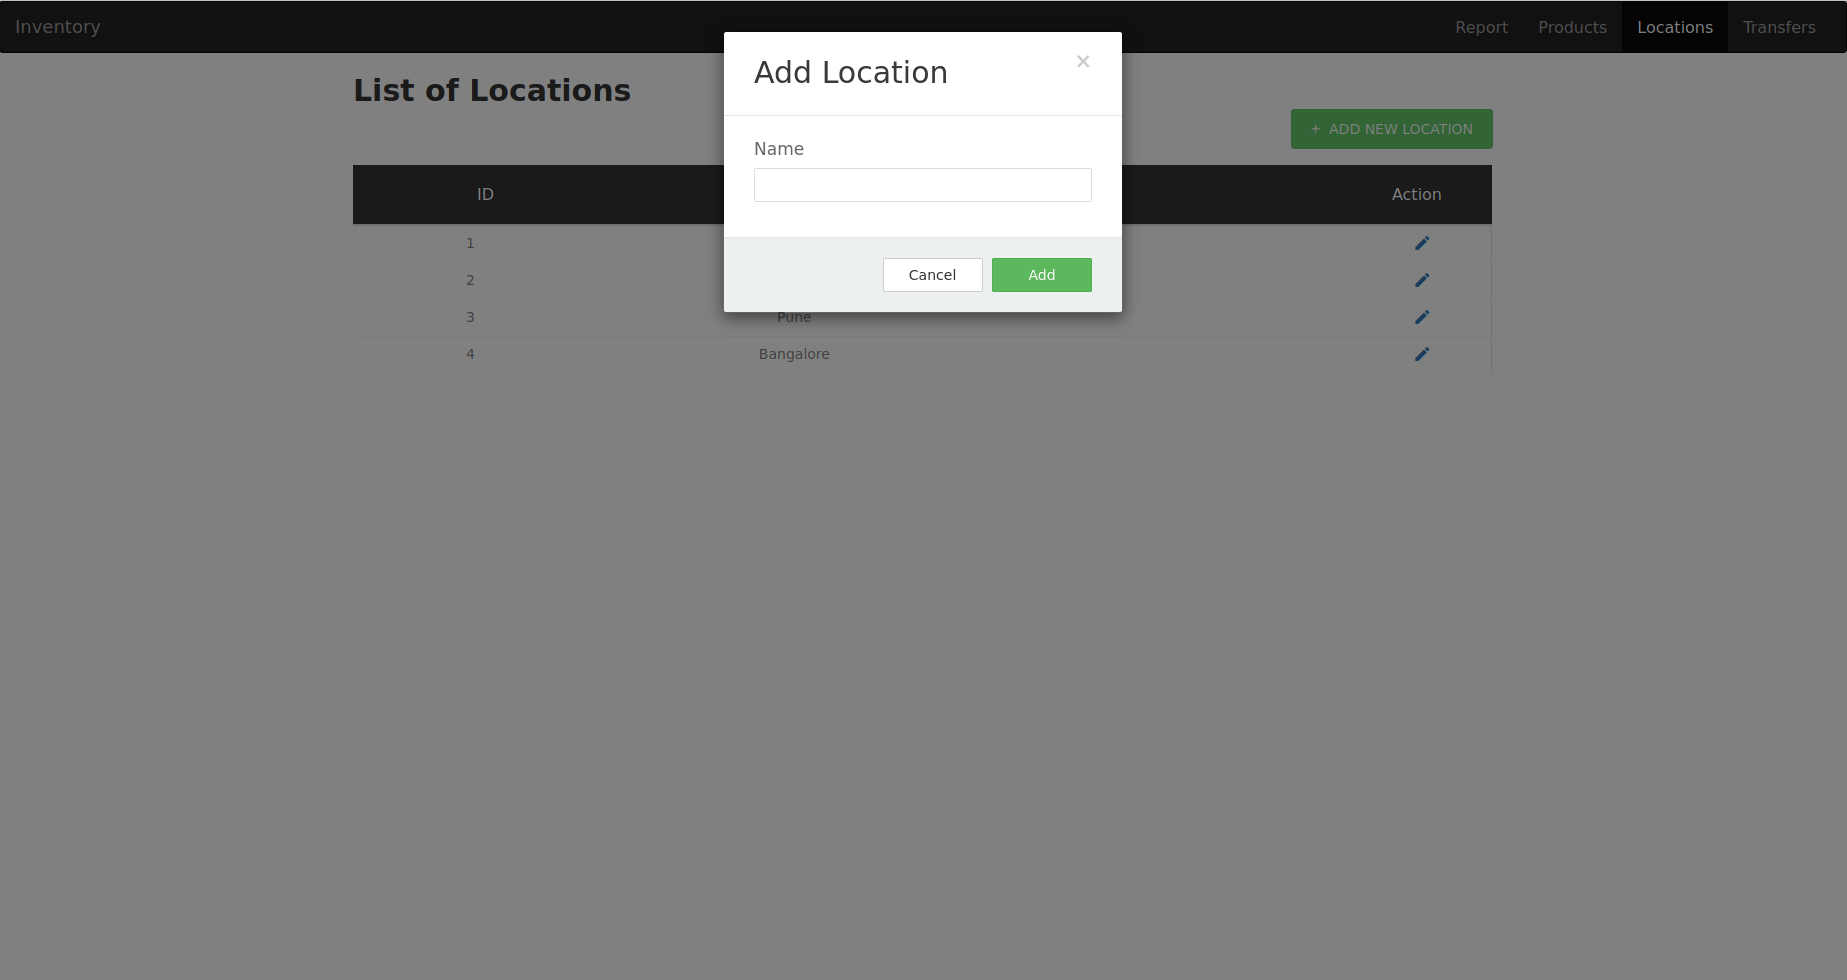 Inventory
Report
Products
Locations
Transfers
List of Locations
+ ADD NEW LOCATION
Add Location
×
Name
Cancel
Add
ID
Action
1
2
3
Pune
4
Bangalore